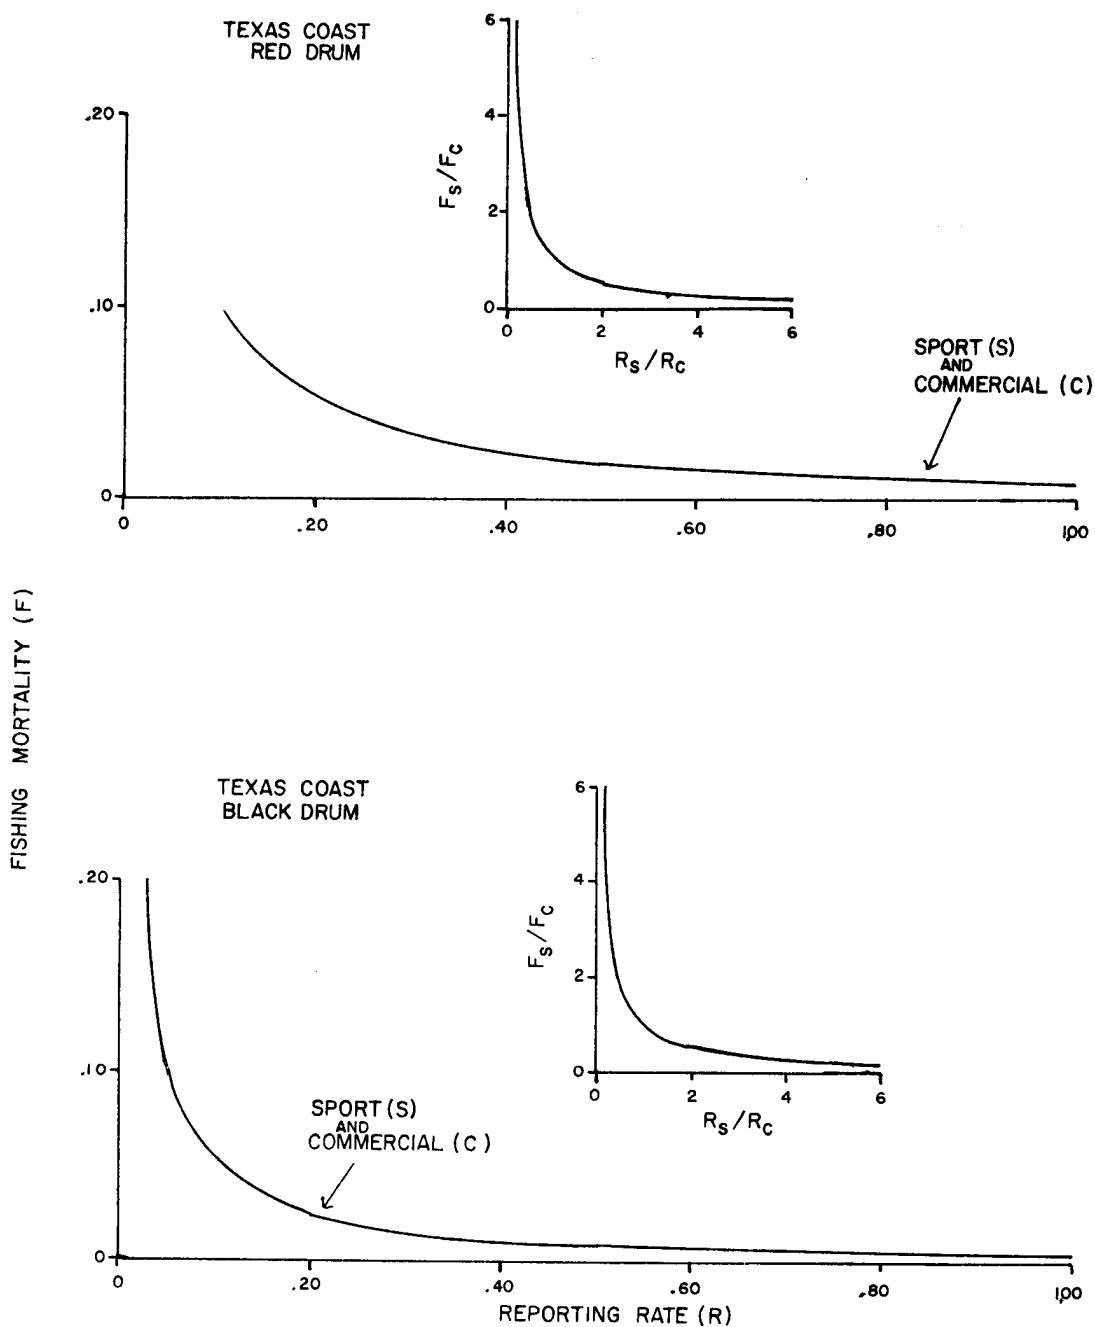 TEXAS COAST
RED DRUM
6
4
2
0
F_S/F_C
0 2 4 6
R_S/R_C
.20
.10
0
SPORT (S)
AND
COMMERCIAL (C)
0 .20 .40 .60 .80 1.00
FISHING MORTALITY (F)
TEXAS COAST
BLACK DRUM
6
4
2
0
F_S/F_C
0 2 4 6
R_S/R_C
.20
.10
0
SPORT (S)
AND
COMMERCIAL (C)
0 .20 .40 .60 .80 1.00
REPORTING RATE (R)